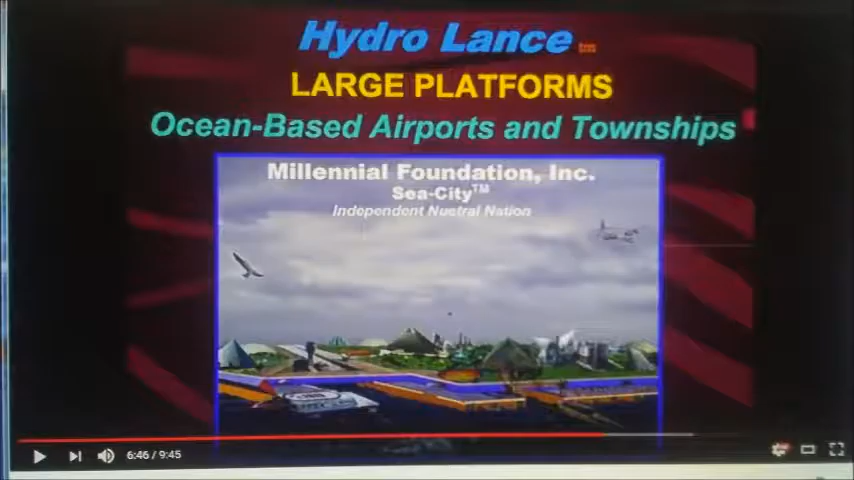 Hydro Lance tm
LARGE PLATFORMS
Ocean-Based Airports and Townships
Millennial Foundation, Inc.
Sea-City™
Independent Nustral Nation
6:46 / 9:45